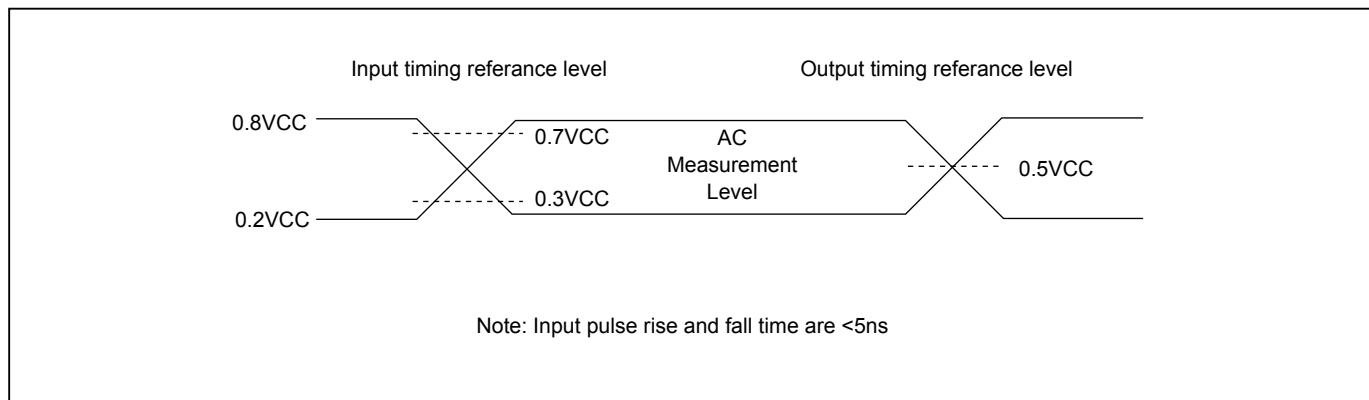 Input timing referance level
Output timing referance level
0.8VCC
0.7VCC
AC
Measurement
Level
0.5VCC
0.3VCC
0.2VCC
Note: Input pulse rise and fall time are <5ns